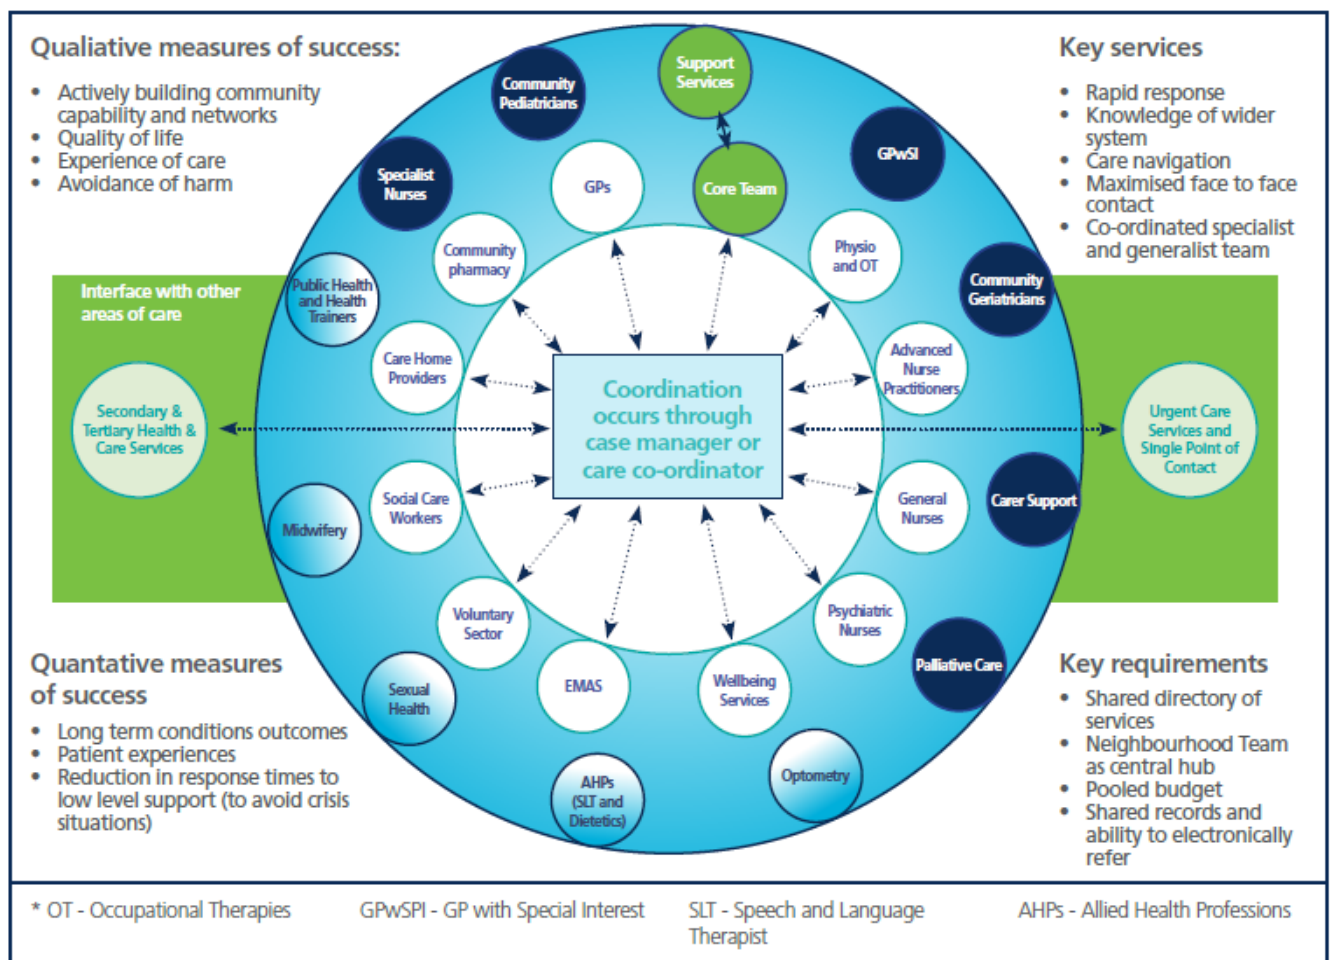 Qualiative measures of success:
• Actively building community
capability and networks
• Quality of life
• Experience of care
• Avoidance of harm
Key services
• Rapid response
• Knowledge of wider
system
• Care navigation
• Maximised face to face
contact
• Co-ordinated specialist
and generalist team
Support
Services
Core Team
Community
Pediatricians
GPs
GPwSI
Specialist
Nurses
Community
pharmacy
Physio
and OT
Community
Geriatricians
Public Health
and Health
Trainers
Care Home
Providers
Advanced
Nurse
Practitioners
Interface with other
areas of care
Secondary &
Tertiary Health &
Care Services
Coordination
occurs through
case manager or
care co-ordinator
Urgent Care
Services and
Single Point of
Contact
Social Care
Workers
General
Nurses
Carer Support
Midwifery
Voluntary
Sector
Psychiatric
Nurses
Palliative Care
Sexual
Health
EMAS
Wellbeing
Services
AHPs
(SLT and
Dietetics)
Optometry
Quantative measures
of success
• Long term conditions outcomes
• Patient experiences
• Reduction in response times to
low level support (to avoid crisis
situations)
Key requirements
• Shared directory of
services
• Neighbourhood Team
as central hub
• Pooled budget
• Shared records and
ability to electronically
refer
* OT - Occupational Therapies
GPwSPI - GP with Special Interest
SLT - Speech and Language
Therapist
AHPs - Allied Health Professions